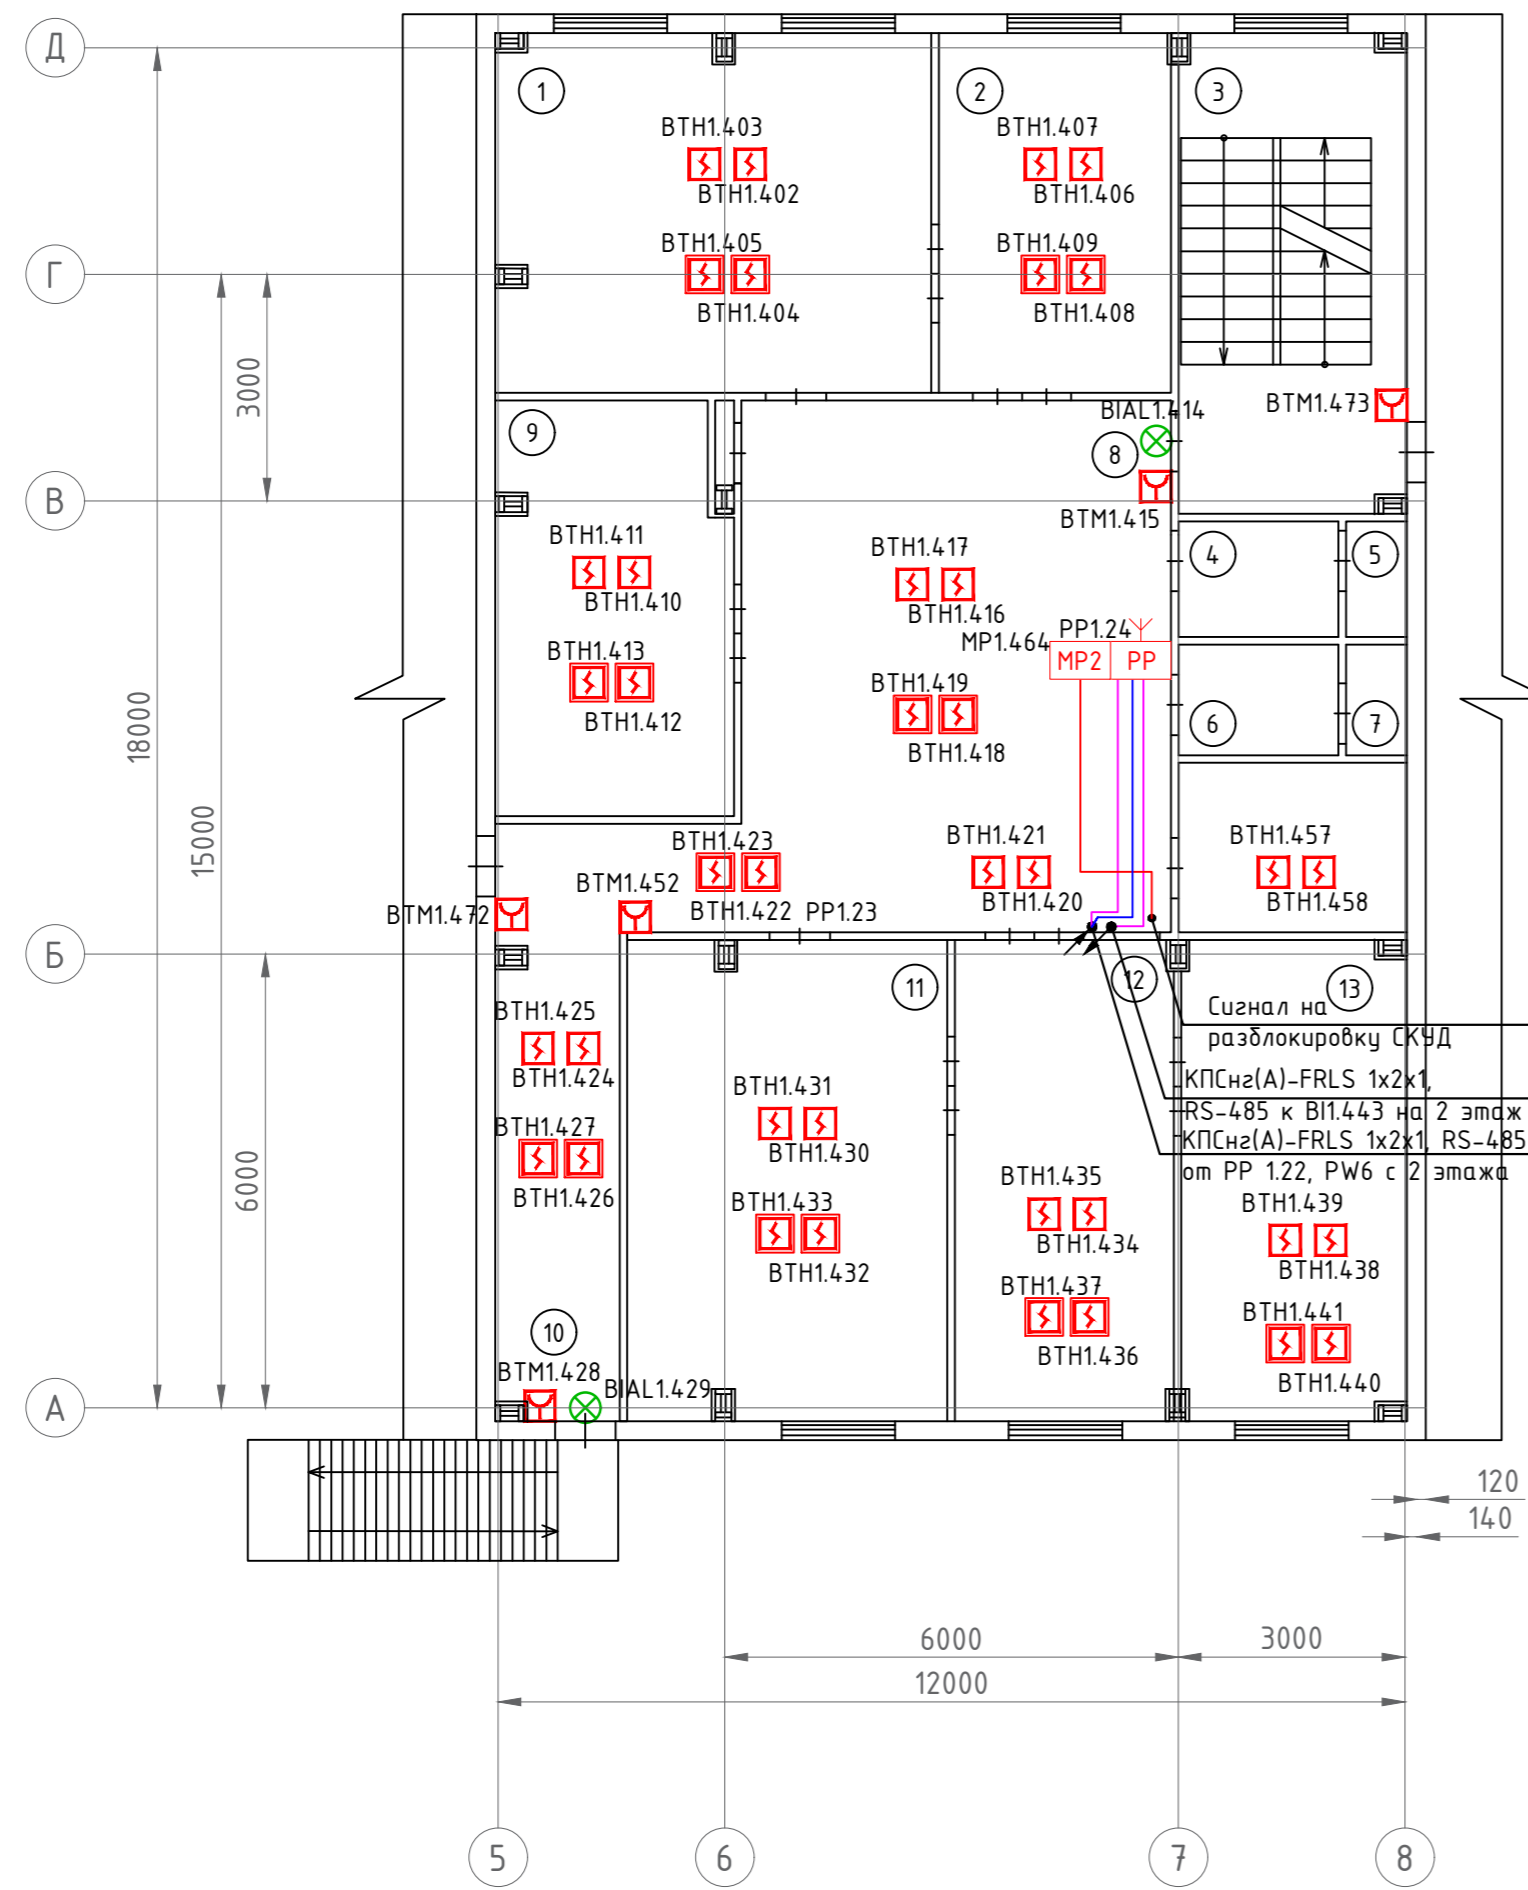 Д
1
2
3
BTH1.403
BTH1.407
BTH1.402
BTH1.406
BTH1.405
BTH1.409
Г
BTH1.404
BTH1.408
3000
BTM1.473
BIAL1.414
9
8
В
BTM1.415
BTH1.411
BTH1.417
4
5
BTH1.410
BTH1.416
PP1.24
MP1.464
BTH1.413
MP2
PP
BTH1.419
BTH1.412
6
7
18000
BTH1.418
15000
BTH1.423
BTH1.421
BTH1.457
BTM1.452
BTM1.472
BTH1.422
PP1.23
BTH1.420
BTH1.458
Б
11
12
13
Сигнал на
разблокировку СКУД
BTH1.425
BTH1.424
КПСнг(А)-FRLS 1x2x1,
RS-485 к BI1.443 на 2 этаж
КПСнг(А)-FRLS 1x2x1, RS-485
от PP 1.22, PW6 с 2 этажа
BTH1.431
BTH1.427
BTH1.430
6000
BTH1.426
BTH1.435
BTH1.433
BTH1.439
BTH1.434
BTH1.432
BTH1.438
BTH1.437
BTH1.441
10
BTH1.436
BTM1.428
BIAL1.429
BTH1.440
А
120
140
6000
3000
12000
5
6
7
8